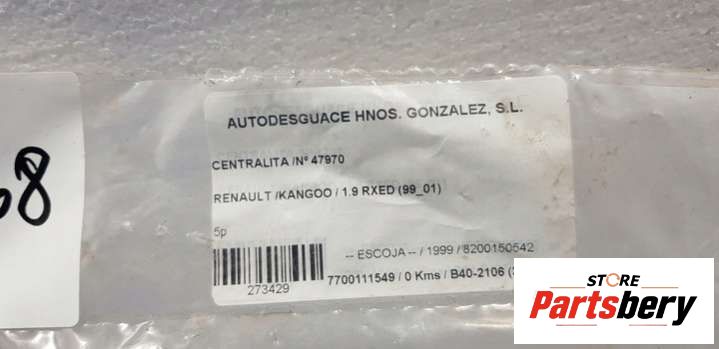 AUTODESGUACE HNOS. GONZALEZ, S.L.
CENTRALITA /Nº 47970
RENAULT /KANGOO / 1.9 RXED (99_01)
5p
-- ESCOJA -- / 1999 / 8200150542
7700111549 / 0 Kms / B40-2106 (
273429
8
STORE
Partsbery